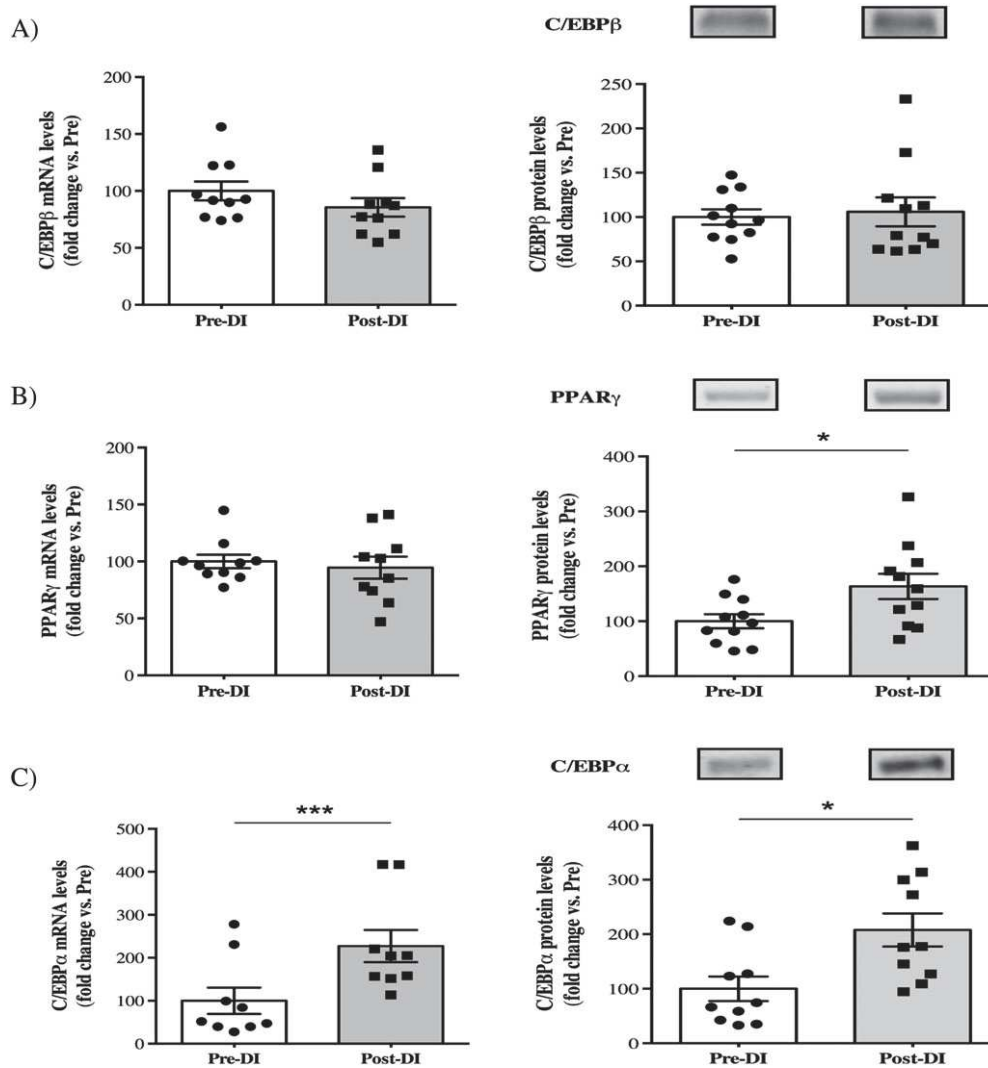 A)
C/EBPβ
C/EBPβ mRNA levels
(fold change vs. Pre)
200
150
100
50
0
Pre-DI Post-DI
C/EBPβ protein levels
(fold change vs. Pre)
250
200
150
100
50
0
Pre-DI Post-DI
B)
PPARγ
PPARγ mRNA levels
(fold change vs. Pre)
200
150
100
50
0
Pre-DI Post-DI
*
PPARγ protein levels
(fold change vs. Pre)
400
300
200
100
0
Pre-DI Post-DI
C)
C/EBPα
***
C/EBPα mRNA levels
(fold change vs. Pre)
500
400
300
200
100
0
Pre-DI Post-DI
*
C/EBPα protein levels
(fold change vs. Pre)
400
300
200
100
0
Pre-DI Post-DI